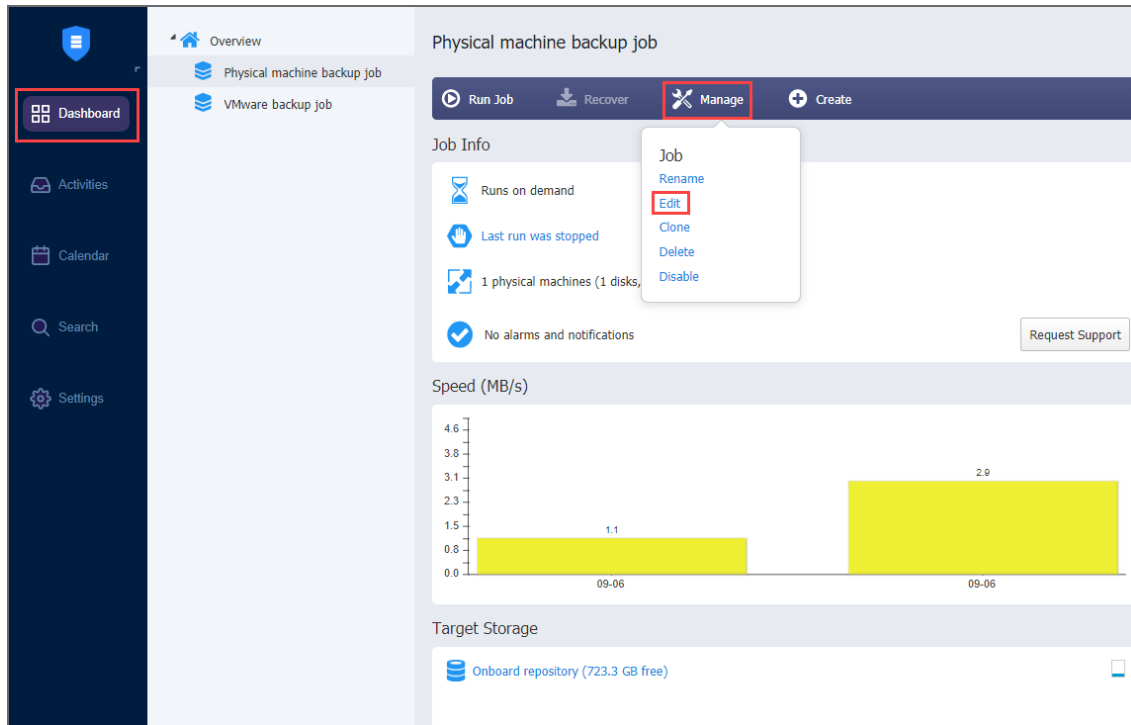 Dashboard
Activities
Calendar
Search
Settings
Overview
Physical machine backup job
VMware backup job
Physical machine backup job
Run Job Recover Manage Create
Job Info
Runs on demand
Last run was stopped
1 physical machines (1 disks,
No alarms and notifications
Request Support
Job
Rename
Edit
Clone
Delete
Disable
Speed (MB/s)
4.6
3.8
3.1
2.3
1.5
0.8
0.0
1.1
2.9
09-06 09-06
Target Storage
Onboard repository (723.3 GB free)